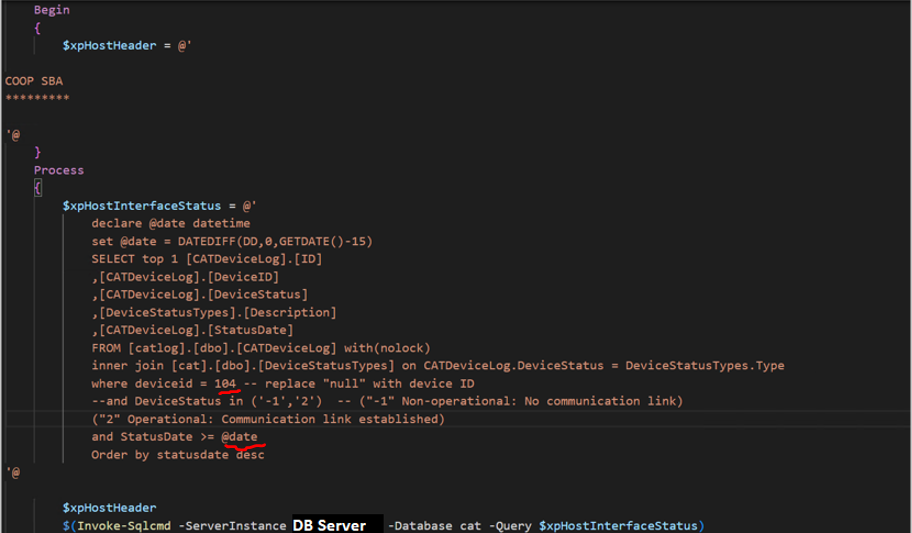 Begin
{
$xpHostHeader = @'
COOP SBA
*********
'@
}
Process
{
$xpHostInterfaceStatus = @'
declare @date datetime
set @date = DATEDIFF(DD,0,GETDATE()-15)
SELECT top 1 [CATDeviceLog].[ID]
,[CATDeviceLog].[DeviceID]
,[CATDeviceLog].[DeviceStatus]
,[DeviceStatusTypes].[Description]
,[CATDeviceLog].[StatusDate]
FROM [catlog].[dbo].[CATDeviceLog] with(nolock)
inner join [cat].[dbo].[DeviceStatusTypes] on CATDeviceLog.DeviceStatus = DeviceStatusTypes.Type
where deviceid = 104 -- replace "null" with device ID
--and DeviceStatus in ('-1','2')  -- ("-1" Non-operational: No communication link)
("2" Operational: Communication link established)
and StatusDate >= @date
Order by statusdate desc
'@
$xpHostHeader
$(Invoke-Sqlcmd -ServerInstance DB Server -Database cat -Query $xpHostInterfaceStatus)